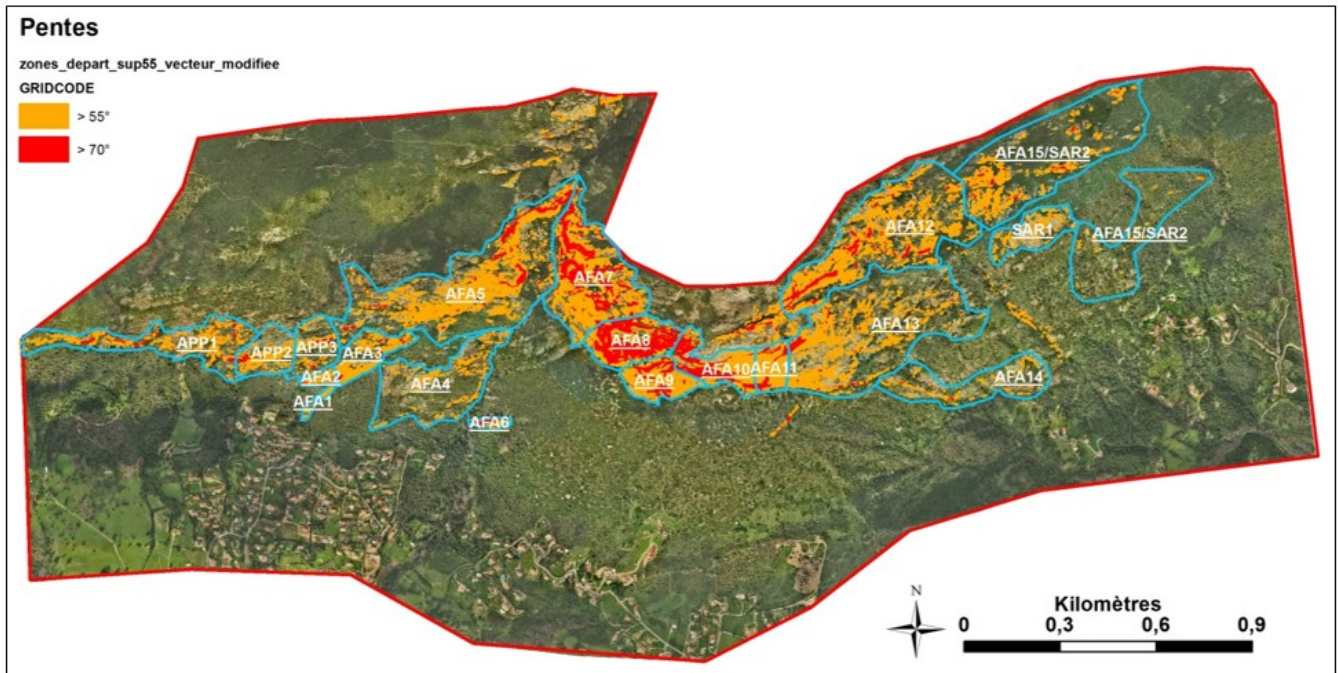 Pentes
zones_depart_sup55_vecteur_modifiee
GRIDCODE
> 55°
> 70°
AFA15/SAR2
AFA12
SAR1
AFA15/SAR2
AFA7
AFA5
AFA13
APP1
APP2
APP3
AFA3
AFA8
AFA2
AFA4
AFA9
AFA10
AFA11
AFA14
AFA1
AFA6
N
Kilomètres
0 0,3 0,6 0,9